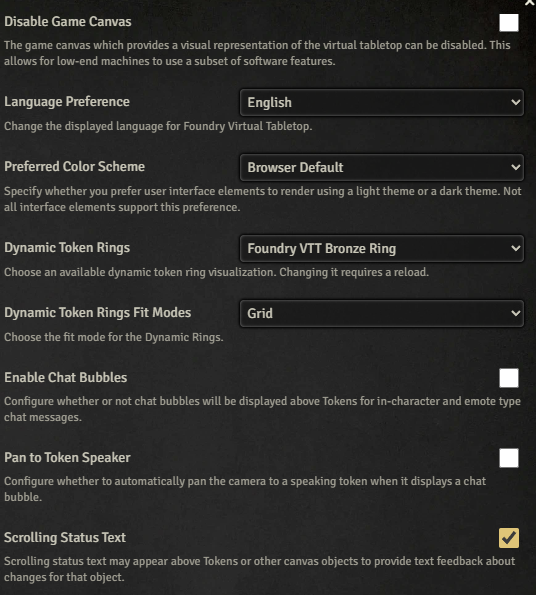 Disable Game Canvas
The game canvas which provides a visual representation of the virtual tabletop can be disabled. This
allows for low-end machines to use a subset of software features.
Language Preference
English
Change the displayed language for Foundry Virtual Tabletop.
Preferred Color Scheme
Browser Default
Specify whether you prefer user interface elements to render using a light theme or a dark theme. Not
all interface elements support this preference.
Dynamic Token Rings
Foundry VTT Bronze Ring
Choose an available dynamic token ring visualization. Changing it requires a reload.
Dynamic Token Rings Fit Modes
Grid
Choose the fit mode for the Dynamic Rings.
Enable Chat Bubbles
Configure whether or not chat bubbles will be displayed above Tokens for in-character and emote type
chat messages.
Pan to Token Speaker
Configure whether to automatically pan the camera to a speaking token when it displays a chat
bubble.
Scrolling Status Text
Scrolling status text may appear above Tokens or other canvas objects to provide text feedback about
changes for that object.